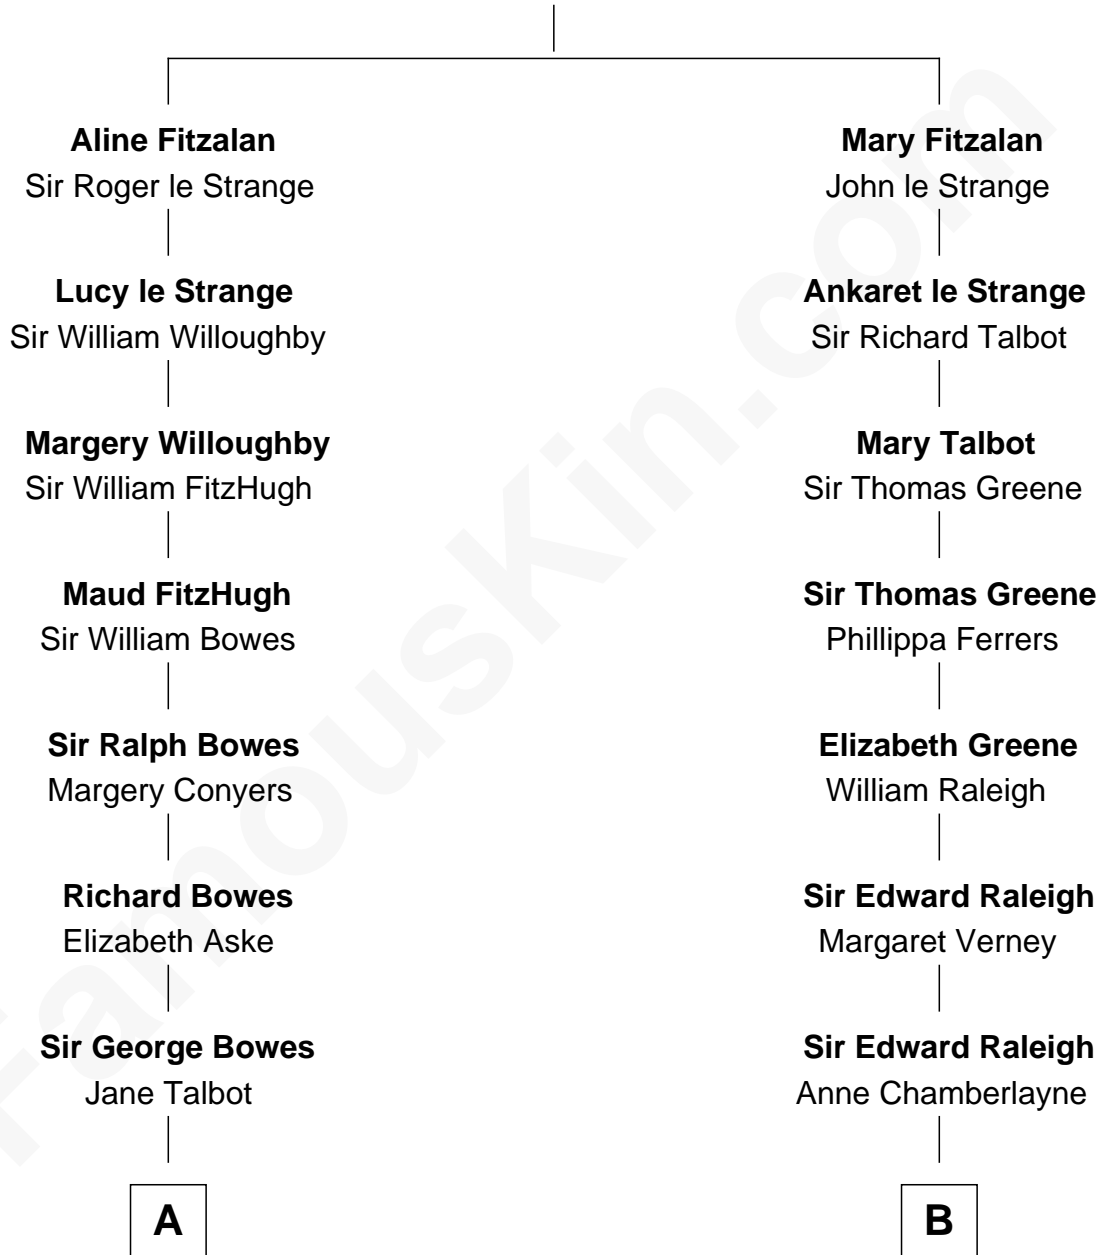 Aline Fitzalan
Sir Roger le Strange
Mary Fitzalan
John le Strange
Lucy le Strange
Sir William Willoughby
Ankaret le Strange
Sir Richard Talbot
Margery Willoughby
Sir William FitzHugh
Mary Talbot
Sir Thomas Greene
Maud FitzHugh
Sir William Bowes
Sir Thomas Greene
Phillippa Ferrers
Sir Ralph Bowes
Margery Conyers
Elizabeth Greene
William Raleigh
Richard Bowes
Elizabeth Aske
Sir Edward Raleigh
Margaret Verney
Sir George Bowes
Jane Talbot
Sir Edward Raleigh
Anne Chamberlayne
A
B
FamousKin.com